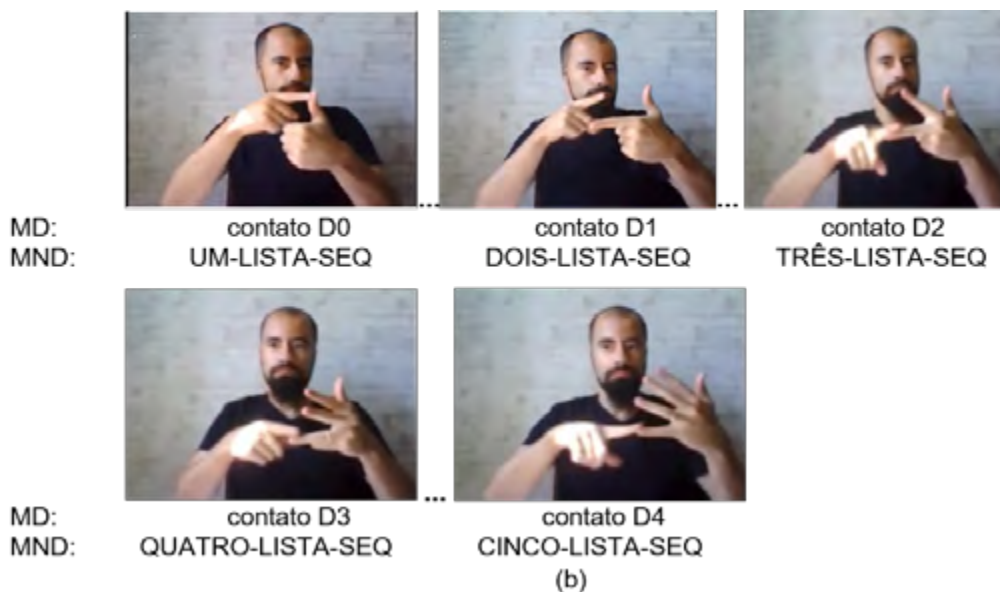 ... ...
MD: contato D0 contato D1 contato D2
MND: UM-LISTA-SEQ DOIS-LISTA-SEQ TRÊS-LISTA-SEQ
...
MD: contato D3 contato D4
MND: QUATRO-LISTA-SEQ CINCO-LISTA-SEQ
(b)